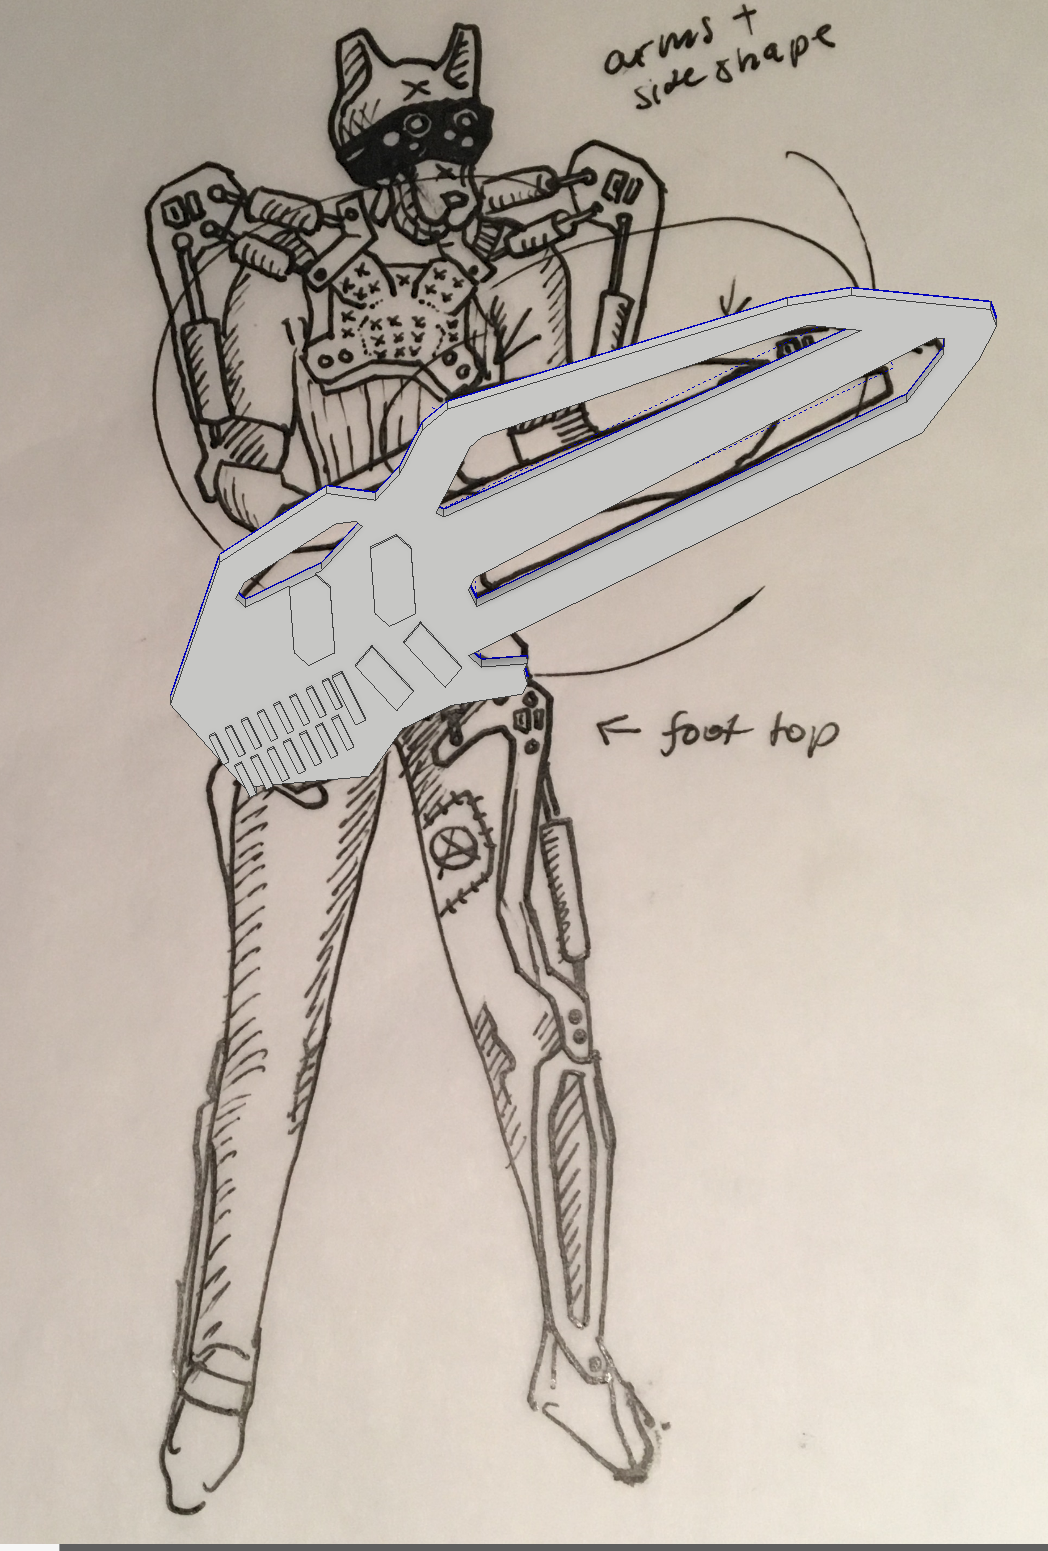 arms +
side shape
← foot top